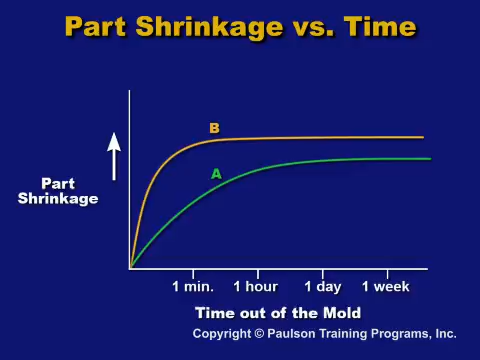 Part Shrinkage vs. Time
B
A
Part
Shrinkage
1 min.
1 hour
1 day
1 week
Time out of the Mold
Copyright © Paulson Training Programs, Inc.